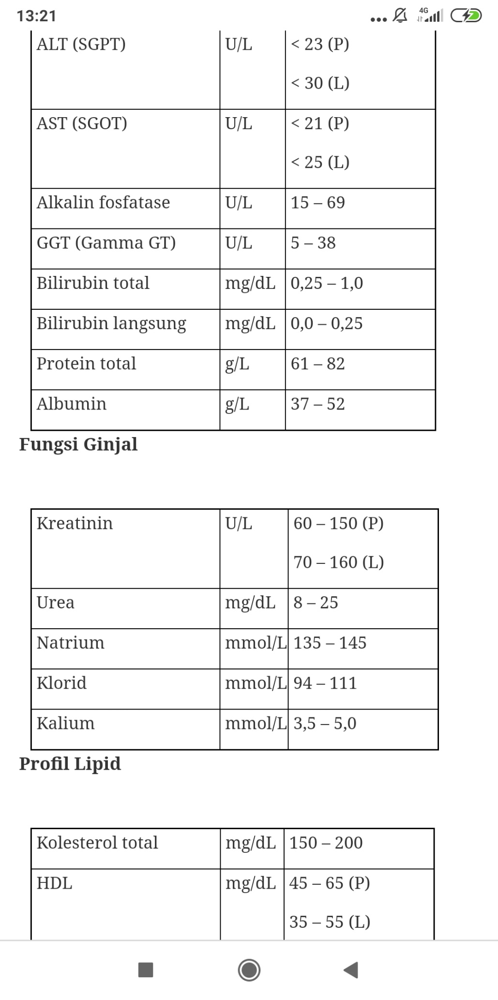 13:21
4G
ALT (SGPT) U/L < 23 (P)
< 30 (L)
AST (SGOT) U/L < 21 (P)
< 25 (L)
Alkalin fosfatase U/L 15 – 69
GGT (Gamma GT) U/L 5 – 38
Bilirubin total mg/dL 0,25 – 1,0
Bilirubin langsung mg/dL 0,0 – 0,25
Protein total g/L 61 – 82
Albumin g/L 37 – 52
Fungsi Ginjal
Kreatinin U/L 60 – 150 (P)
70 – 160 (L)
Urea mg/dL 8 – 25
Natrium mmol/L 135 – 145
Klorid mmol/L 94 – 111
Kalium mmol/L 3,5 – 5,0
Profil Lipid
Kolesterol total mg/dL 150 – 200
HDL mg/dL 45 – 65 (P)
35 – 55 (L)